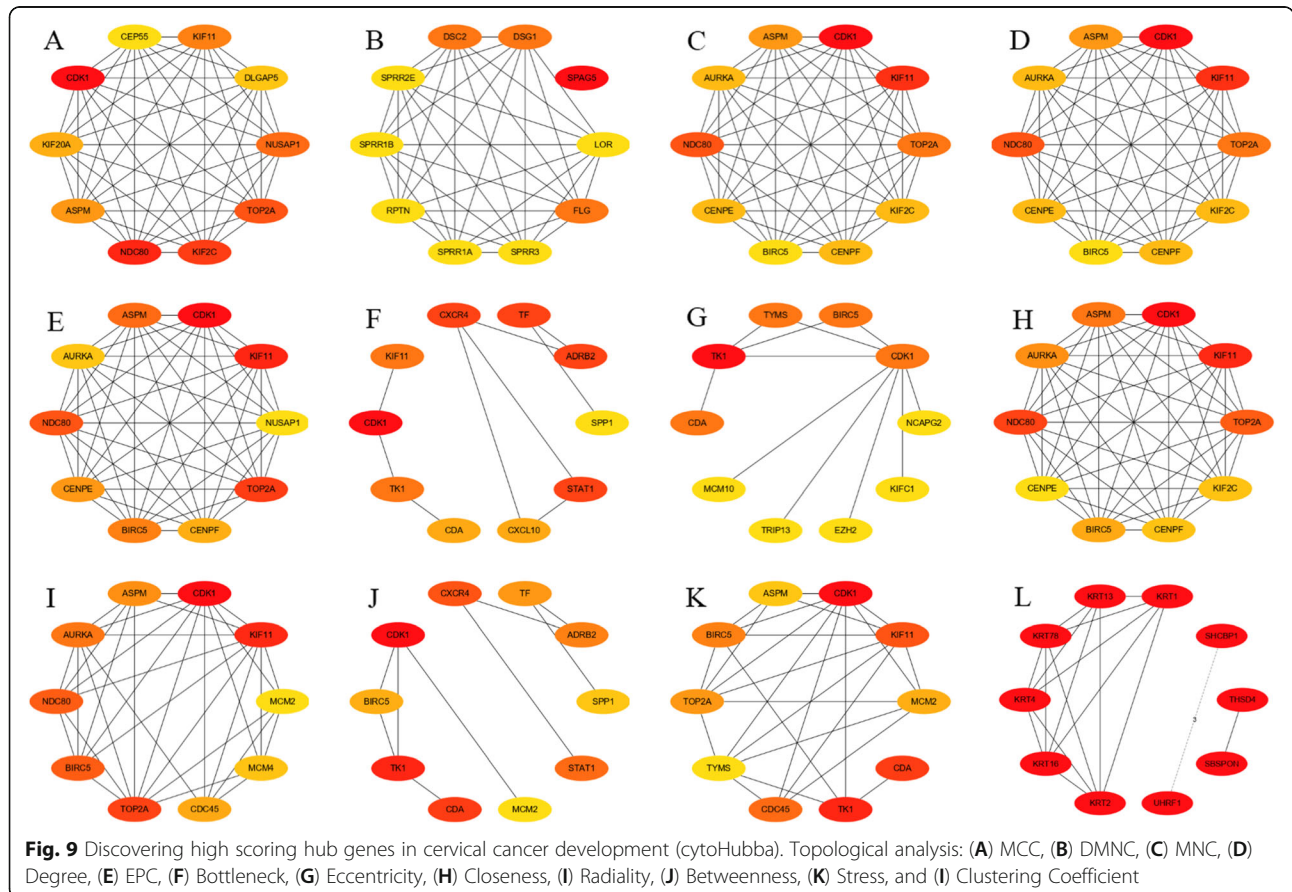 A
CEP55
KIF11
CDK1
DLGAP5
KIF20A
NUSAP1
ASPM
TOP2A
NDC80
KIF2C
B
DSC2
DSG1
SPRR2E
SPAG5
SPRR1B
LOR
RPTN
FLG
SPRR1A
SPRR3
C
ASPM
CDK1
AURKA
KIF11
NDC80
TOP2A
CENPE
KIF2C
BIRC5
CENPF
D
ASPM
CDK1
AURKA
KIF11
NDC80
TOP2A
CENPE
KIF2C
BIRC5
CENPF
E
ASPM
CDK1
AURKA
KIF11
NDC80
NUSAP1
CENPE
TOP2A
BIRC5
CENPF
F
CXCR4
TF
KIF11
ADRB2
CDK1
SPP1
TK1
STAT1
CDA
CXCL10
G
TYMS
BIRC5
TK1
CDK1
CDA
NCAPG2
MCM10
KIFC1
TRIP13
EZH2
H
ASPM
CDK1
AURKA
KIF11
NDC80
TOP2A
CENPE
KIF2C
BIRC5
CENPF
I
ASPM
CDK1
AURKA
KIF11
NDC80
MCM2
BIRC5
MCM4
TOP2A
CDC45
J
CXCR4
TF
CDK1
ADRB2
BIRC5
SPP1
TK1
STAT1
CDA
MCM2
K
ASPM
CDK1
BIRC5
KIF11
TOP2A
MCM2
TYMS
CDA
CDC45
TK1
L
KRT13
KRT1
KRT78
SHCBP1
KRT4
THSD4
3
KRT16
SBSPON
KRT2
UHRF1
Fig. 9 Discovering high scoring hub genes in cervical cancer development (cytoHubba). Topological analysis: (A) MCC, (B) DMNC, (C) MNC, (D)
Degree, (E) EPC, (F) Bottleneck, (G) Eccentricity, (H) Closeness, (I) Radiality, (J) Betweenness, (K) Stress, and (I) Clustering Coefficient